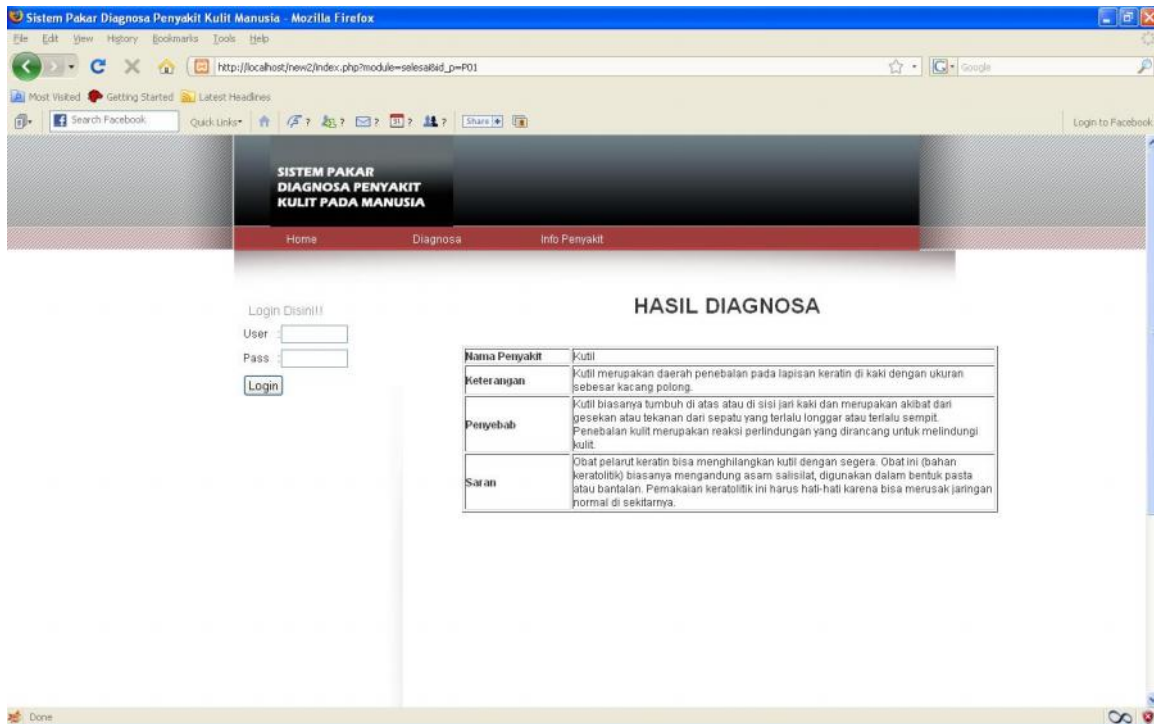 Sistem Pakar Diagnosa Penyakit Kulit Manusia - Mozilla Firefox
File Edit View History Bookmarks Tools Help
http://localhost/new2/index.php?module=selesai&id_p=P01
Google
Most Visited Getting Started Latest Headlines
Search Facebook Quick Links ? ? ? 31 ? ? Share Login to Facebook
SISTEM PAKAR
DIAGNOSA PENYAKIT
KULIT PADA MANUSIA
Home Diagnosa Info Penyakit
Login Disini!!
User :
Pass :
Login
HASIL DIAGNOSA
Nama Penyakit Kutil
Keterangan
Kutil merupakan daerah penebalan pada lapisan keratin di kaki dengan ukuran
sebesar kacang polong.
Penyebab
Kutil biasanya tumbuh di atas atau di sisi jari kaki dan merupakan akibat dari
gesekan atau tekanan dari sepatu yang terlalu longgar atau terlalu sempit.
Penebalan kulit merupakan reaksi perlindungan yang dirancang untuk melindungi
kulit.
Saran
Obat pelarut keratin bisa menghilangkan kutil dengan segera. Obat ini (bahan
keratolitik) biasanya mengandung asam salisilat, digunakan dalam bentuk pasta
atau bantalan. Pemakaian keratolitik ini harus hati-hati karena bisa merusak jaringan
normal di sekitarnya.
Done